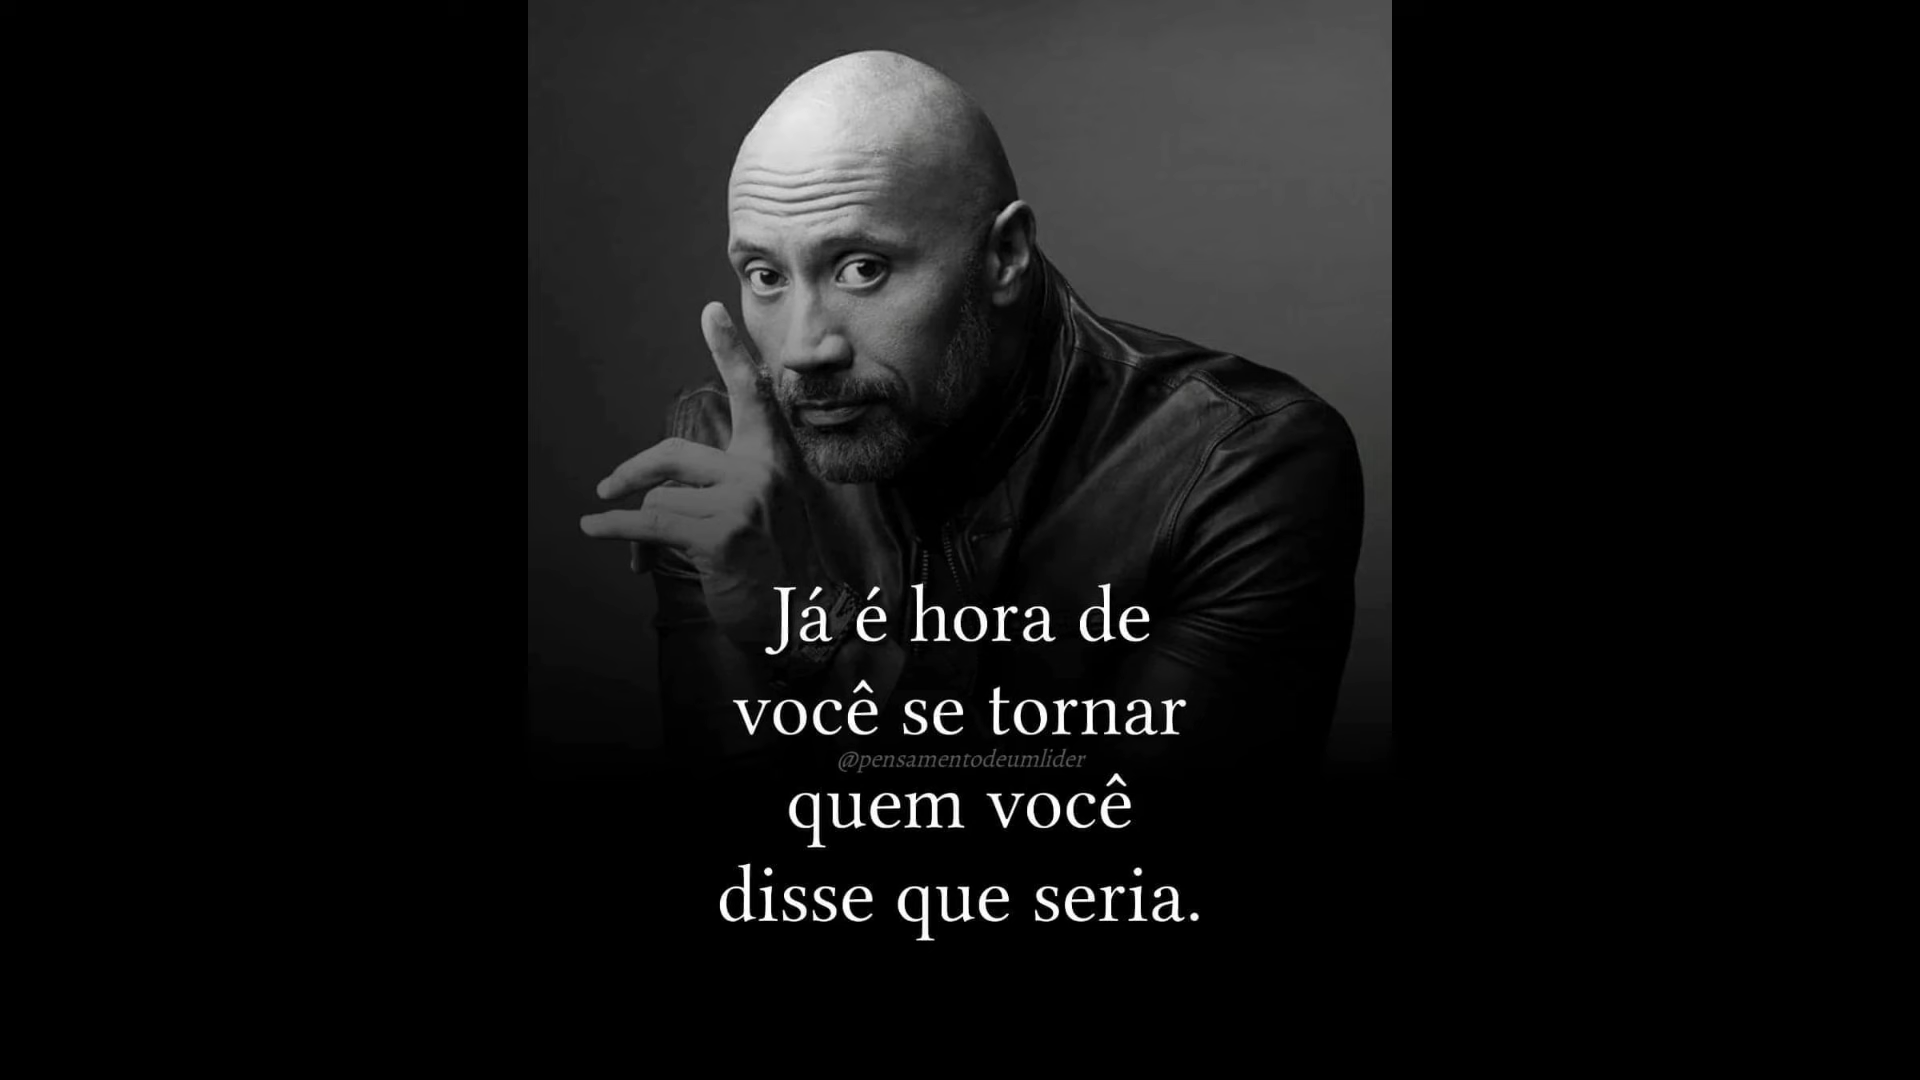 Já é hora de
você se tornar
@pensamentodeumlider
quem você
disse que seria.